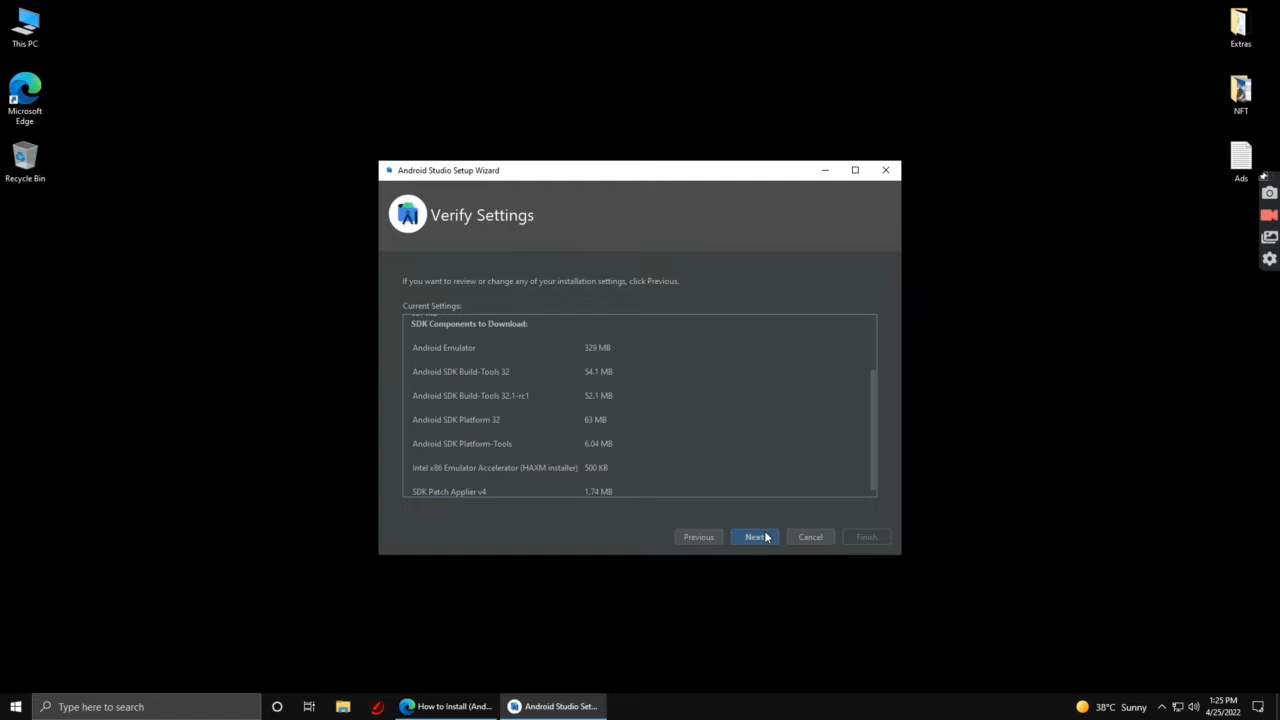 This PC
Extras
Microsoft
Edge
NFT
Recycle Bin
Ads
Android Studio Setup Wizard
Verify Settings
If you want to review or change any of your installation settings, click Previous.
Current Settings:
SDK Components to Download:
Android Emulator 329 MB
Android SDK Build-Tools 32 54.1 MB
Android SDK Build-Tools 32.1-rc1 52.1 MB
Android SDK Platform 32 63 MB
Android SDK Platform-Tools 6.04 MB
Intel x86 Emulator Accelerator (HAXM installer) 500 KB
SDK Patch Applier v4 1.74 MB
Previous Next Cancel Finish
Type here to search
How to Install (And...
Android Studio Set...
38°C Sunny
1:25 PM
4/25/2022